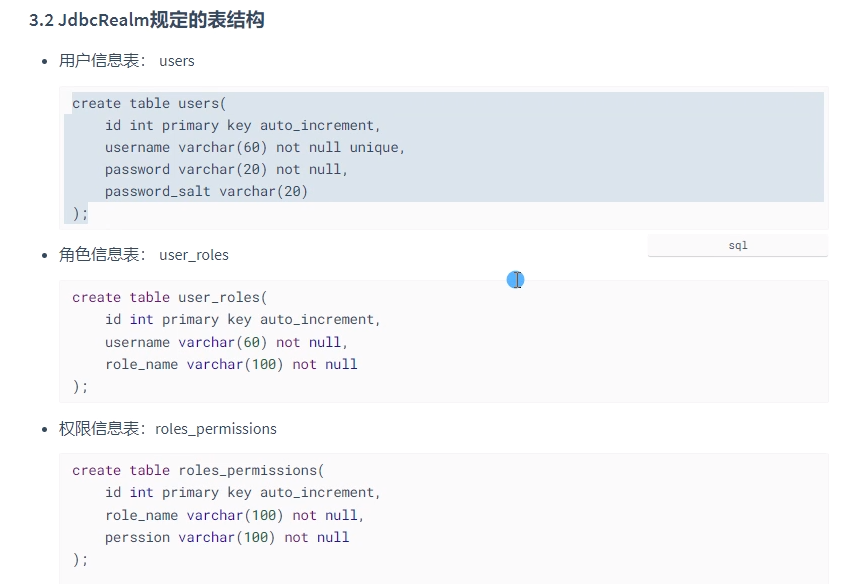 3.2 JdbcRealm规定的表结构
用户信息表： users
create table users(
    id int primary key auto_increment,
    username varchar(60) not null unique,
    password varchar(20) not null,
    password_salt varchar(20)
);
sql
角色信息表： user_roles
create table user_roles(
    id int primary key auto_increment,
    username varchar(60) not null,
    role_name varchar(100) not null
);
权限信息表：roles_permissions
create table roles_permissions(
    id int primary key auto_increment,
    role_name varchar(100) not null,
    perssion varchar(100) not null
);